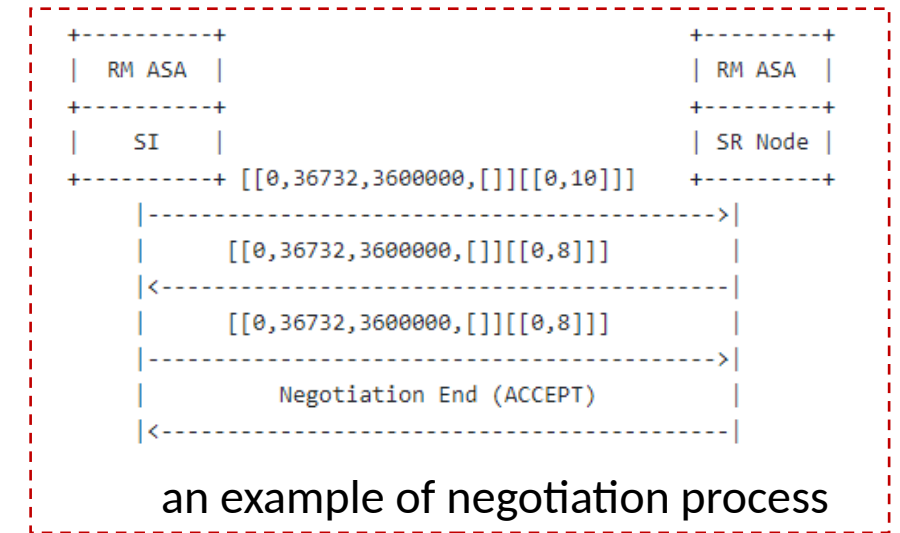 +----------+                                   +---------+
|  RM ASA  |                                   | RM ASA  |
+----------+                                   +---------+
|    SI    |                                   | SR Node |
+----------+ [[0,36732,3600000,[]][[0,10]]]    +---------+
     |-------------------------------------------->|
     |      [[0,36732,3600000,[]][[0,8]]]          |
     |<--------------------------------------------|
     |      [[0,36732,3600000,[]][[0,8]]]          |
     |-------------------------------------------->|
     |          Negotiation End (ACCEPT)           |
     |<--------------------------------------------|
an example of negotiation process